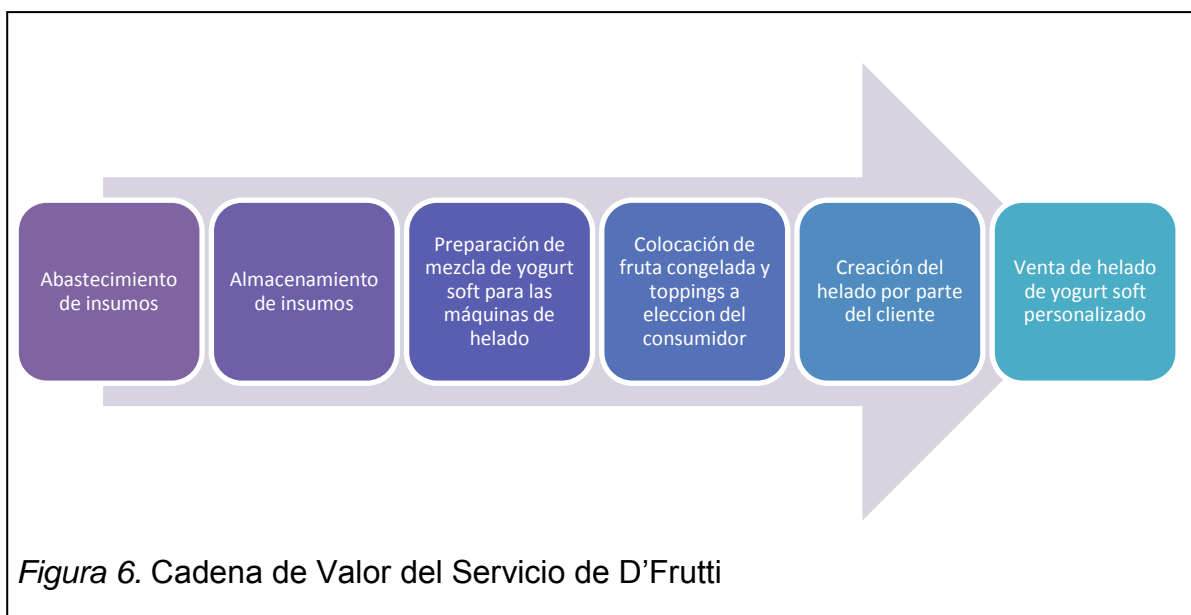 Abastecimiento
de insumos
Almacenamiento
de insumos
Preparación de
mezcla de yogurt
soft para las
máquinas de
helado
Colocación de
fruta congelada y
toppings a
eleccion del
consumidor
Creación del
helado por parte
del cliente
Venta de helado
de yogurt soft
personalizado
Figura 6. Cadena de Valor del Servicio de D’Frutti